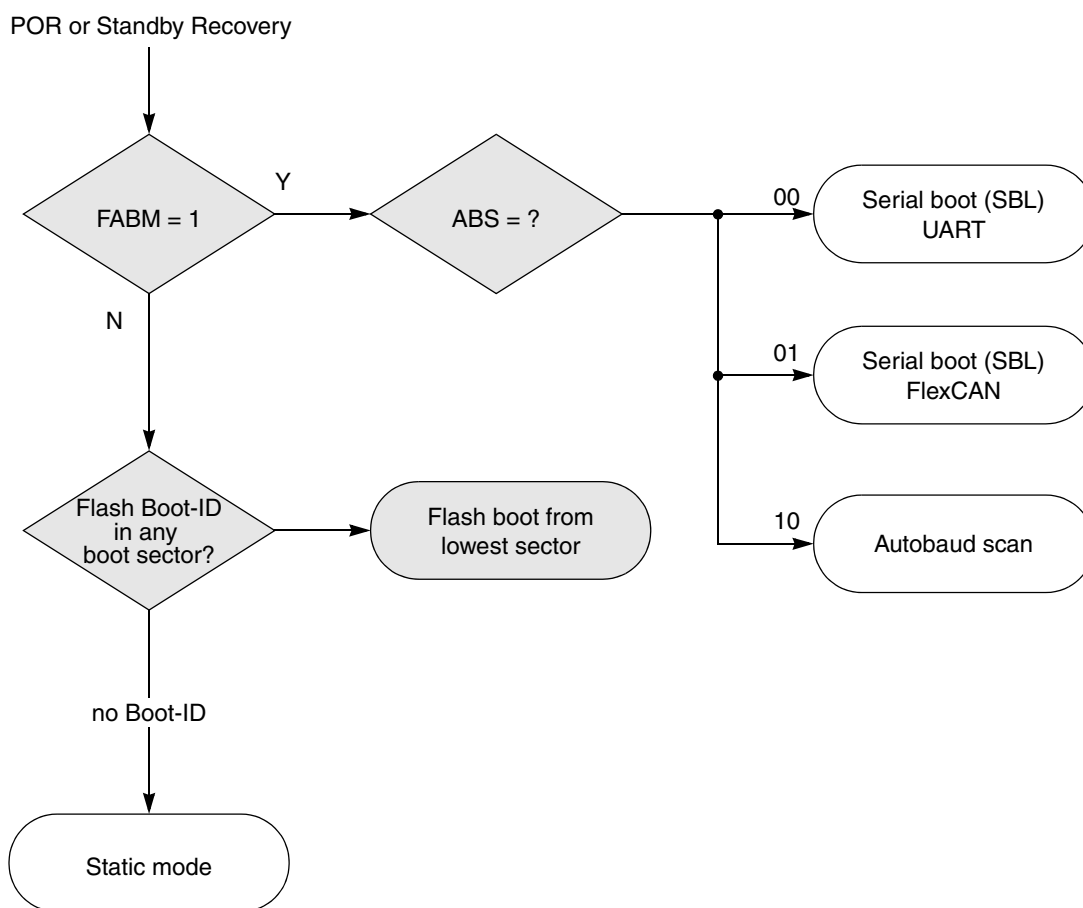 POR or Standby Recovery
FABM = 1
Y
ABS = ?
00
Serial boot (SBL)
UART
N
01
Serial boot (SBL)
FlexCAN
Flash Boot-ID
in any
boot sector?
Flash boot from
lowest sector
10
Autobaud scan
no Boot-ID
Static mode